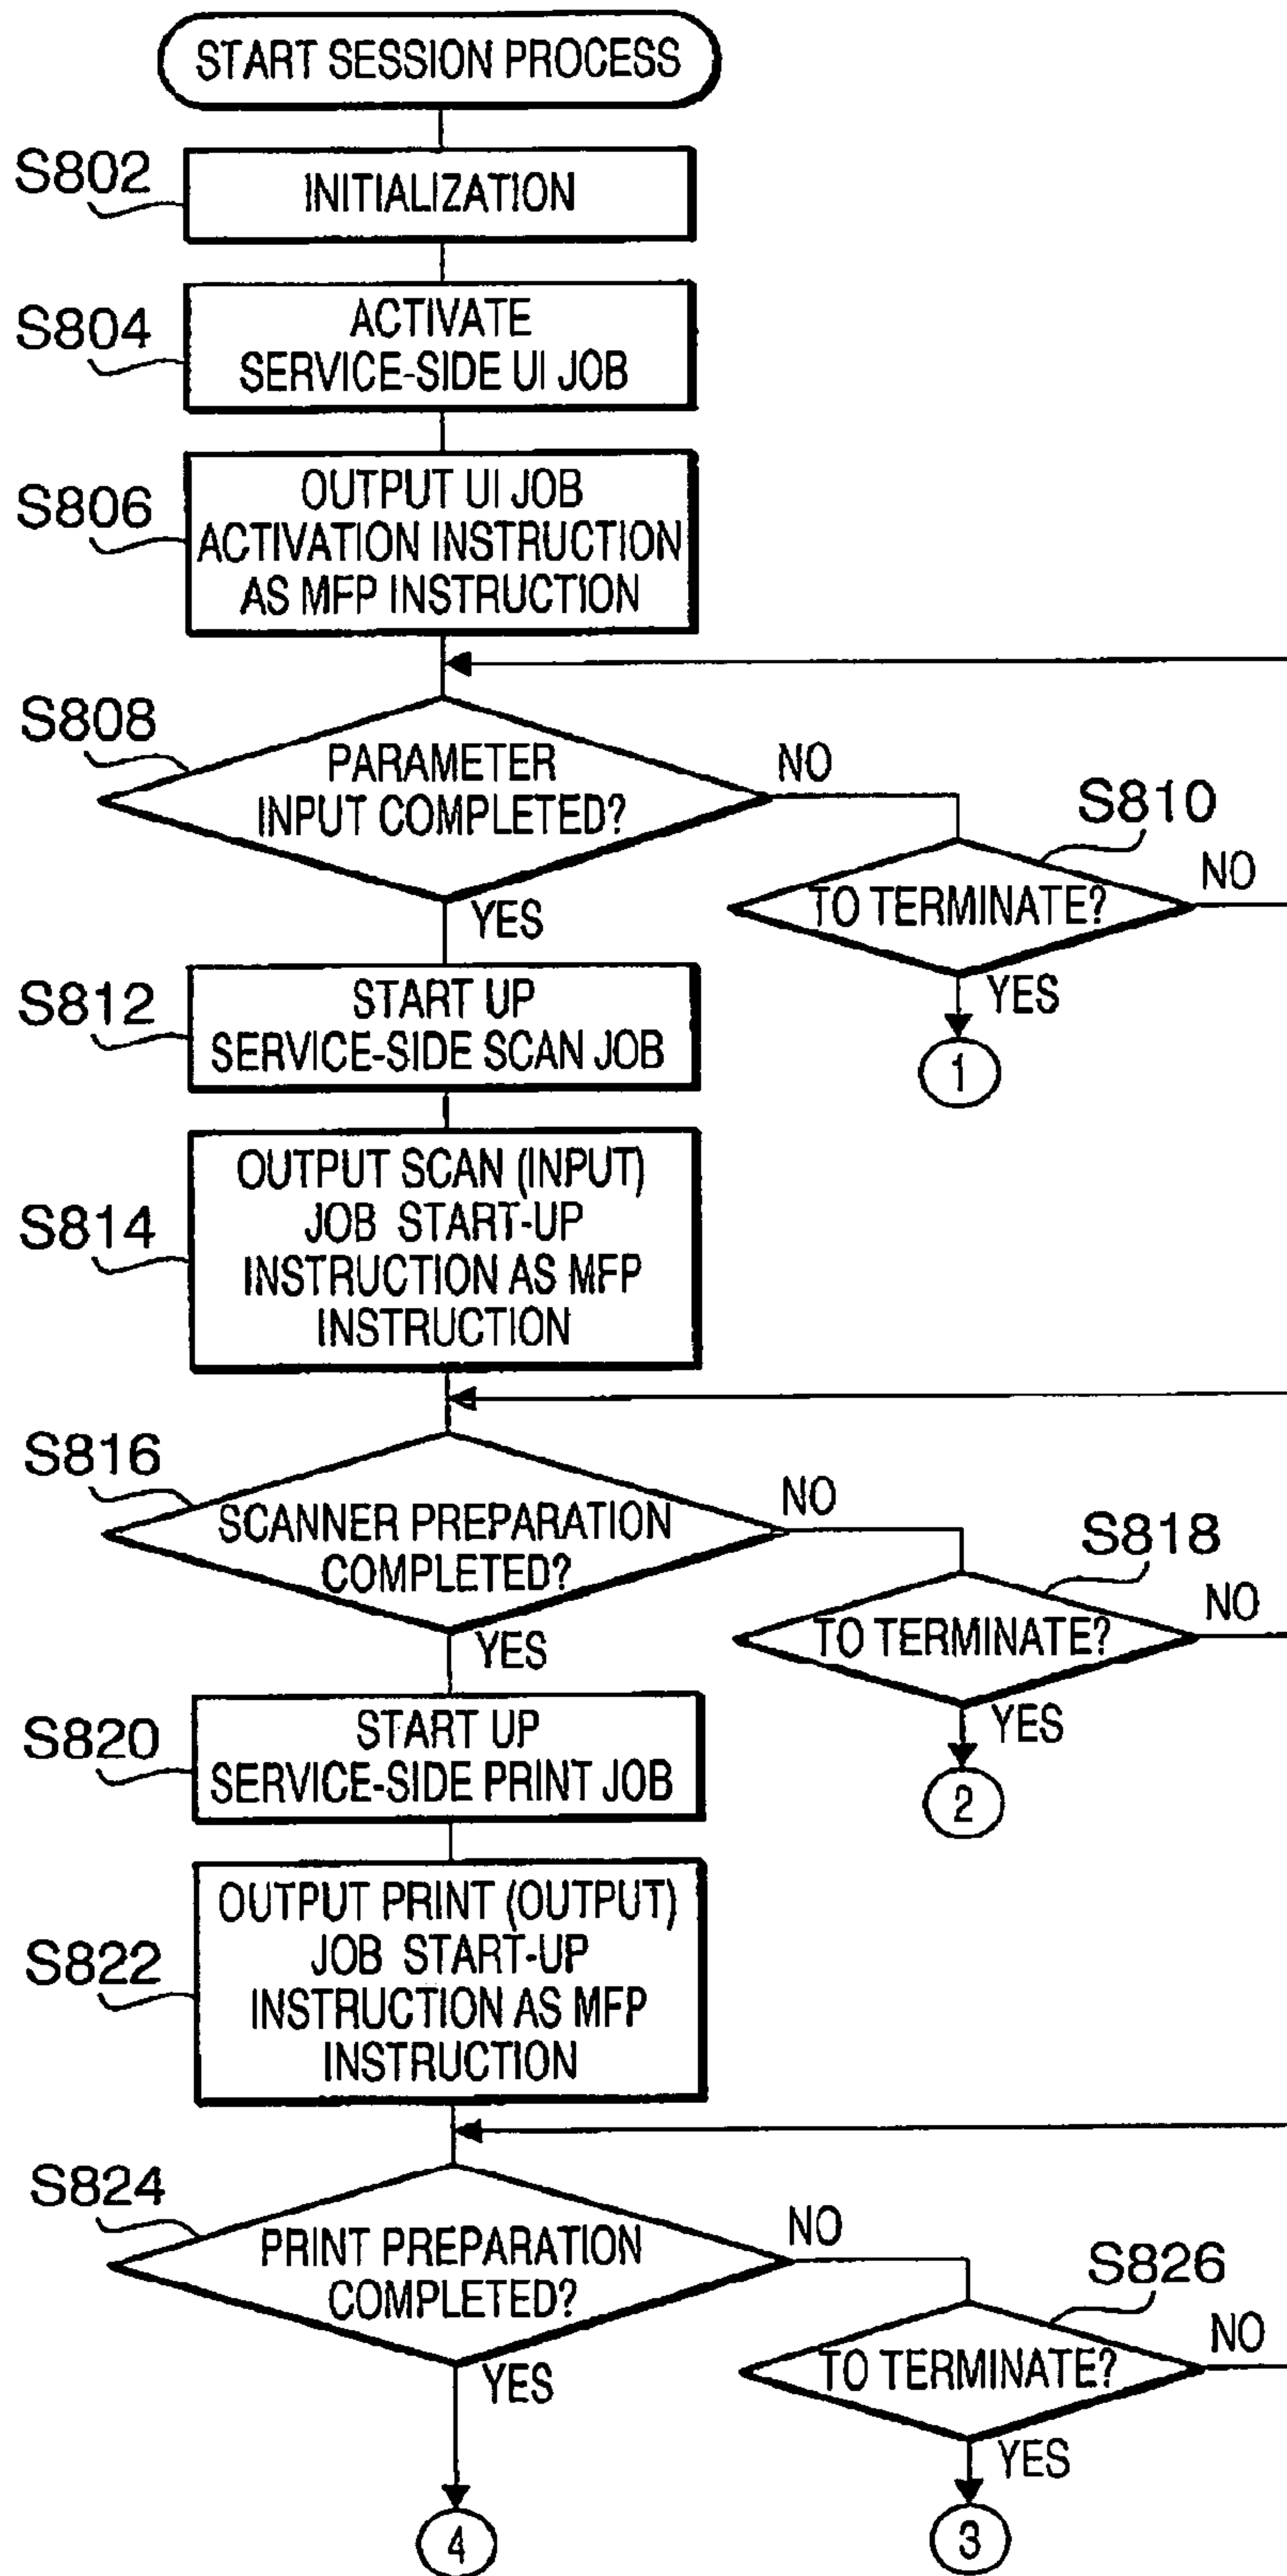 START SESSION PROCESS
S802
INITIALIZATION
S804
ACTIVATE
SERVICE-SIDE UI JOB
S806
OUTPUT UI JOB
ACTIVATION INSTRUCTION
AS MFP INSTRUCTION
S808
PARAMETER
INPUT COMPLETED?
NO
YES
S810
TO TERMINATE?
NO
YES
1
S812
START UP
SERVICE-SIDE SCAN JOB
S814
OUTPUT SCAN (INPUT)
JOB START-UP
INSTRUCTION AS MFP
INSTRUCTION
S816
SCANNER PREPARATION
COMPLETED?
NO
YES
S818
TO TERMINATE?
NO
YES
2
S820
START UP
SERVICE-SIDE PRINT JOB
S822
OUTPUT PRINT (OUTPUT)
JOB START-UP
INSTRUCTION AS MFP
INSTRUCTION
S824
PRINT PREPARATION
COMPLETED?
NO
YES
S826
TO TERMINATE?
NO
YES
4
3